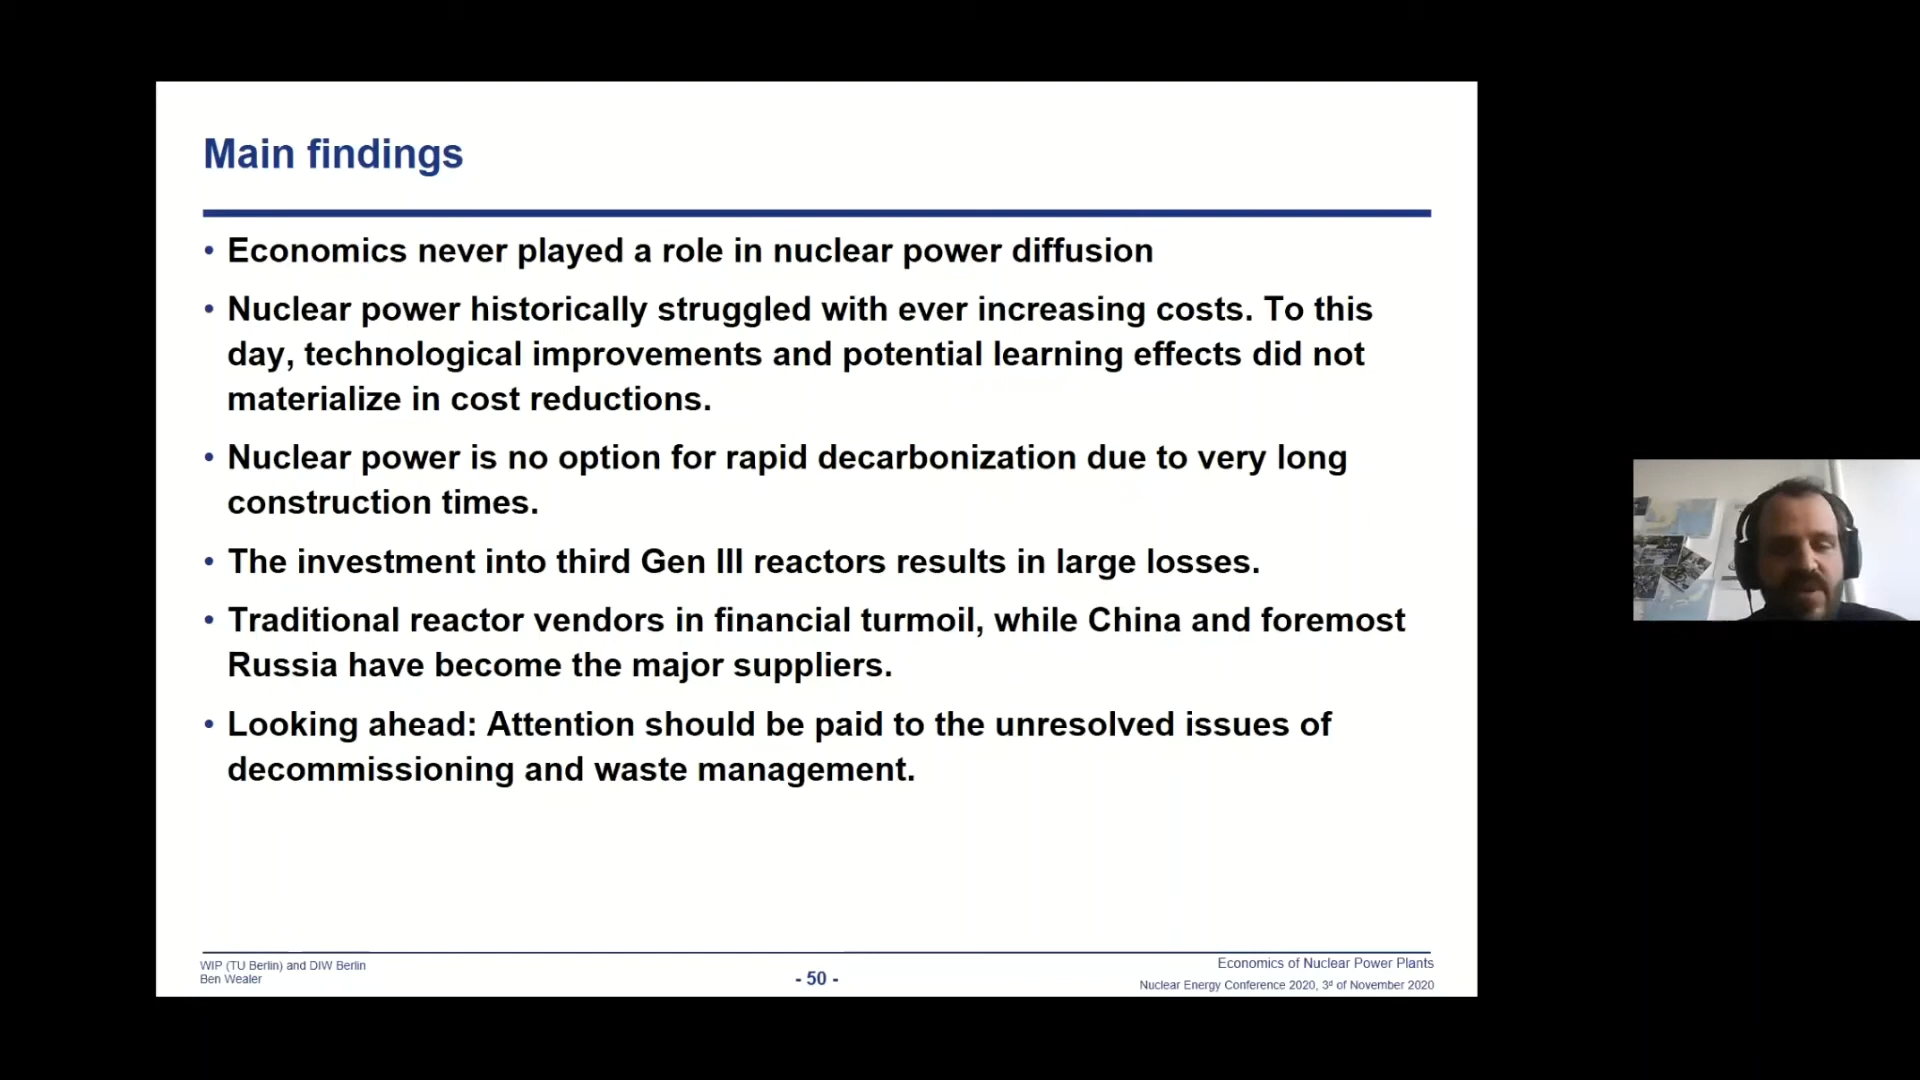 Main findings
• Economics never played a role in nuclear power diffusion
• Nuclear power historically struggled with ever increasing costs. To this
day, technological improvements and potential learning effects did not
materialize in cost reductions.
• Nuclear power is no option for rapid decarbonization due to very long
construction times.
• The investment into third Gen III reactors results in large losses.
• Traditional reactor vendors in financial turmoil, while China and foremost
Russia have become the major suppliers.
• Looking ahead: Attention should be paid to the unresolved issues of
decommissioning and waste management.
WIP (TU Berlin) and DIW Berlin
Ben Wealer
- 50 -
Economics of Nuclear Power Plants
Nuclear Energy Conference 2020, 3ᵈ of November 2020